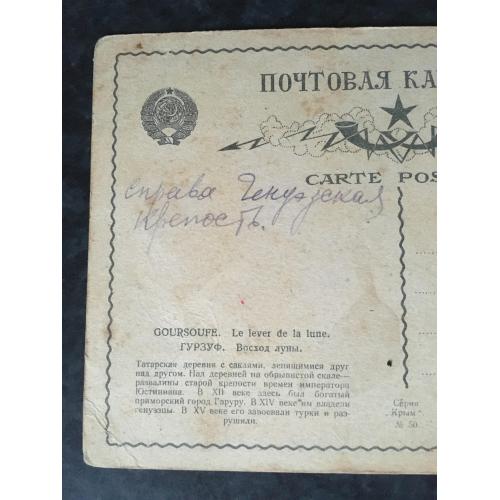 ПОЧТОВАЯ КА
CARTE POS
справа Генуэзская
крепость.
GOURSOUFE. Le lever de la lune.
ГУРЗУФ. Восход луны.
Татарская деревня с саклями, лепящимися друг
над другом. Над деревней на обрывистой скале—
развалины старой крепости времен императора
Юстиниана. В XII веке здесь был богатый
приморский город Гаруру. В XIV веке им владели
генуэзцы. В XV веке его завоевали турки и раз-
рушили.
Серия
„Крым
№ 50.